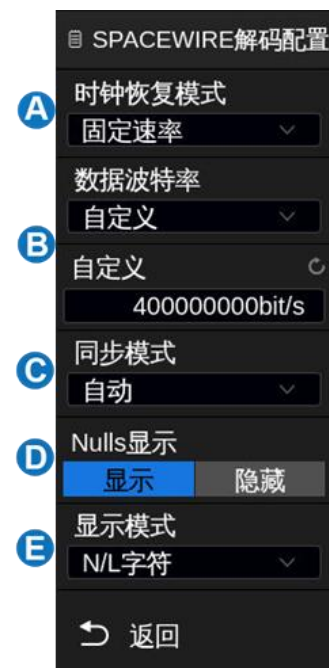 SPACEWIRE解码配置
A
时钟恢复模式
固定速率
数据波特率
B
自定义
自定义
400000000bit/s
C
同步模式
自动
D
Nulls显示
显示 隐藏
E
显示模式
N/L字符
返回